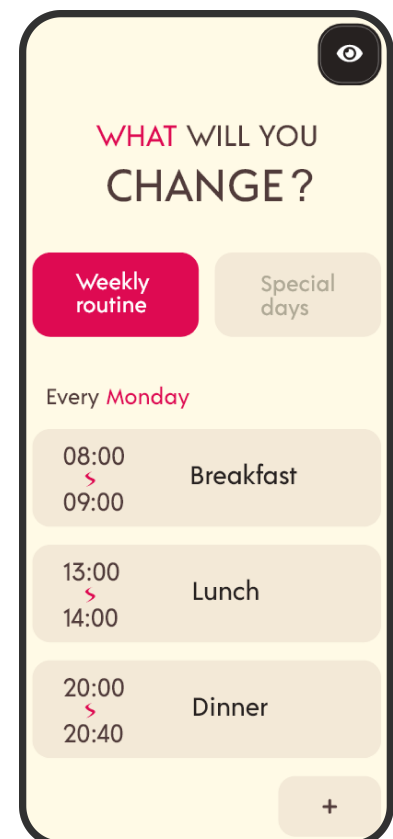 WHAT WILL YOU
CHANGE?
Weekly
routine
Special
days
Every Monday
08:00
09:00
Breakfast
13:00
14:00
Lunch
20:00
20:40
Dinner
+